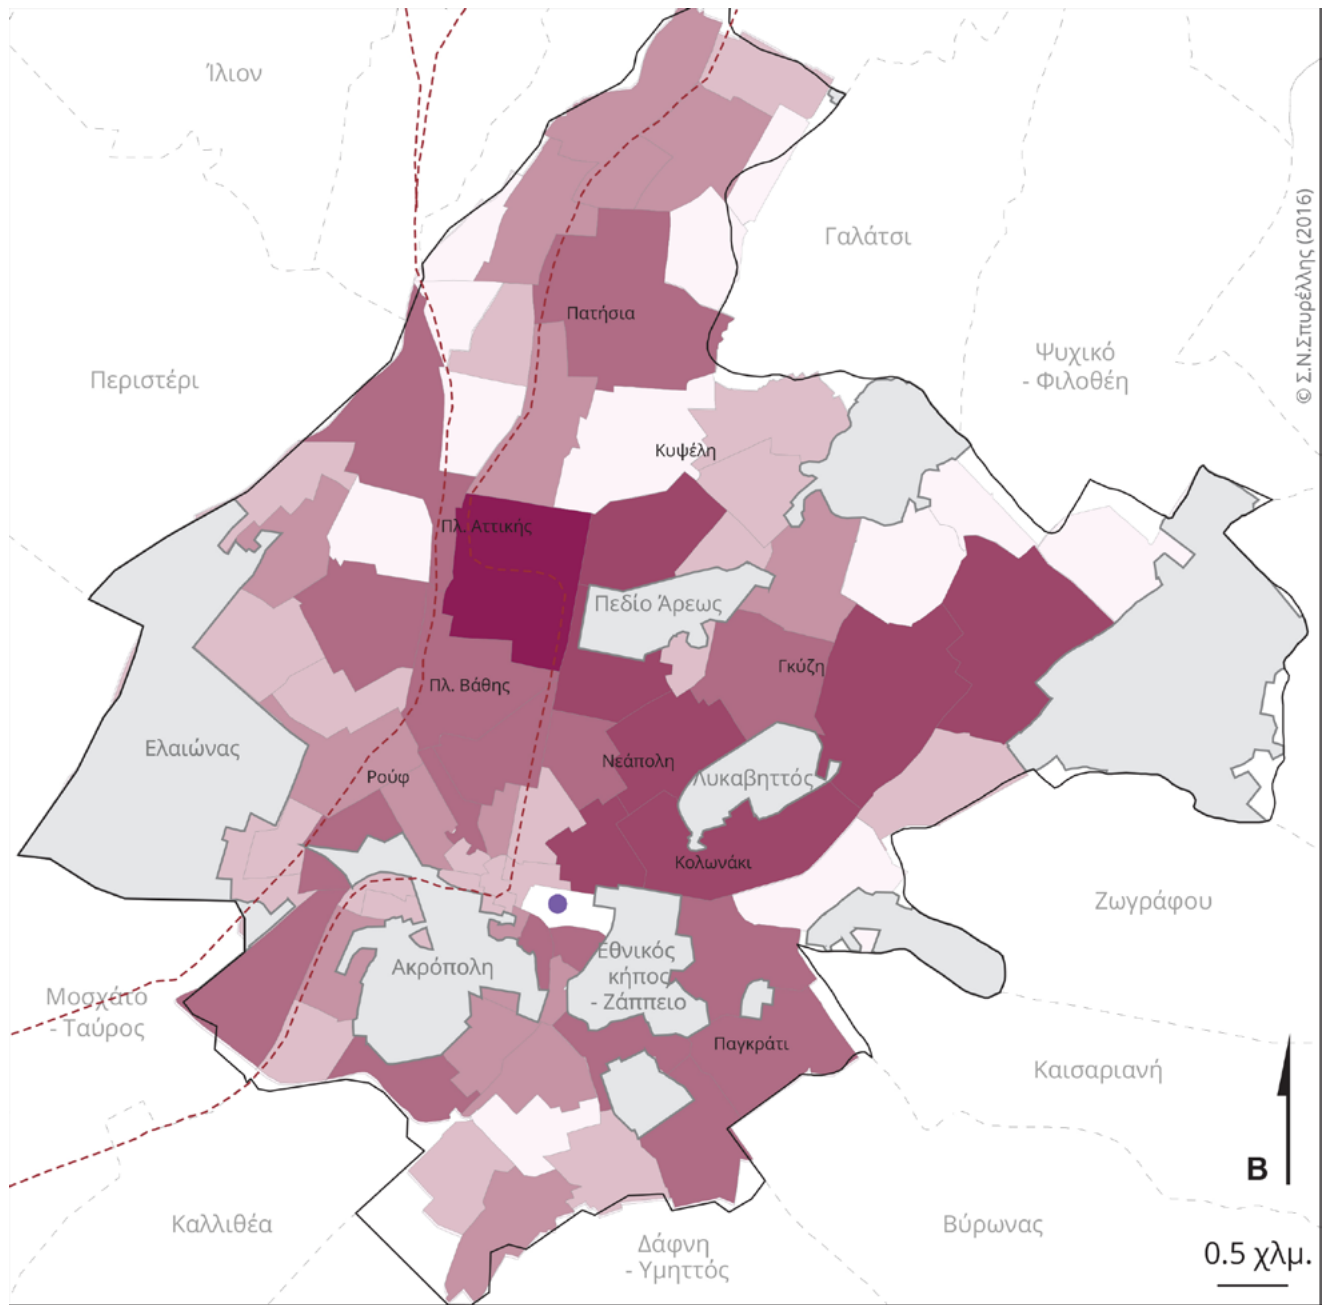 Ίλιον
Γαλάτσι
© Σ.Ν.Σπυρέλλης (2016)
Πατήσια
Περιστέρι
Ψυχικό
- Φιλοθέη
Κυψέλη
Πλ. Αττικής
Πεδίο Άρεως
Γκύζη
Πλ. Βάθης
Ελαιώνας
Ρούφ
Νεάπολη
Λυκαβηττός
Κολωνάκι
Ζωγράφου
Ακρόπολη
Εθνικός
κήπος
- Ζάππειο
Μοσχάτο
- Ταύρος
Παγκράτι
Καισαριανή
Β
Καλλιθέα
Δάφνη
- Υμηττός
Βύρωνας
0.5 χλμ.